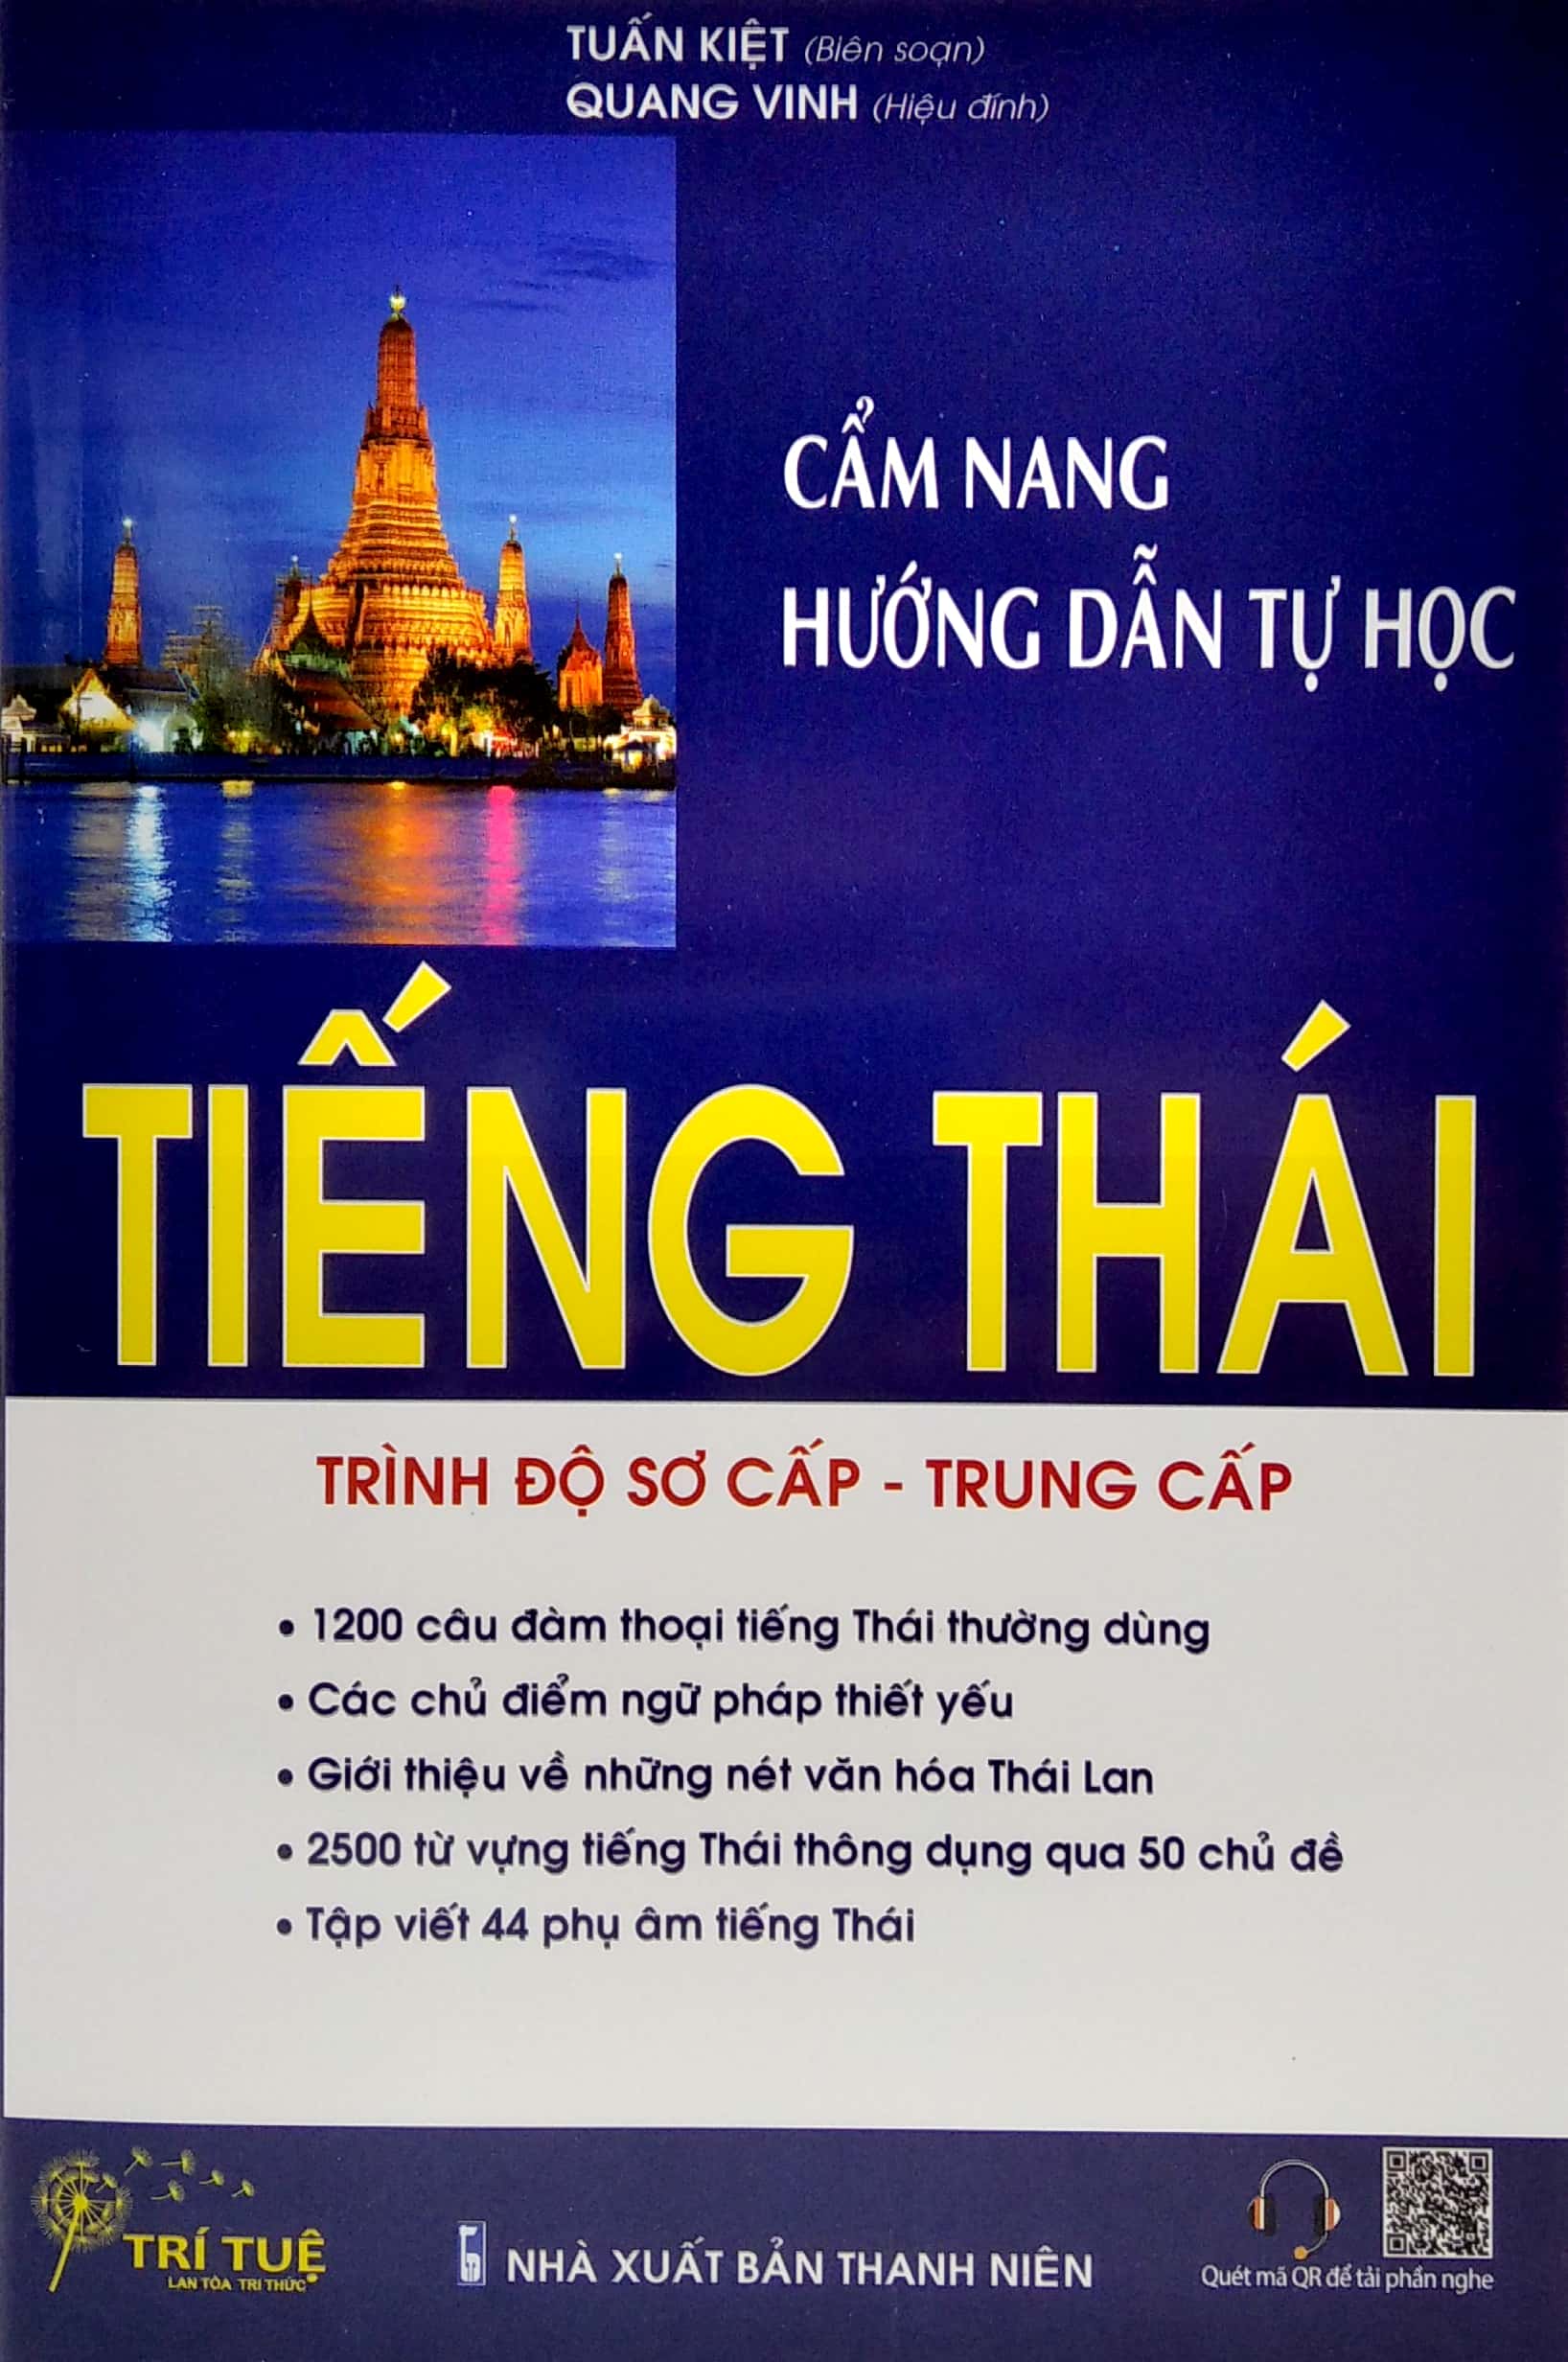 TUẤN KIỆT (Biên soạn)
QUANG VINH (Hiệu đính)
CẨM NANG
HƯỚNG DẪN TỰ HỌC
TIẾNG THÁI
TRÌNH ĐỘ SƠ CẤP - TRUNG CẤP
• 1200 câu đàm thoại tiếng Thái thường dùng
• Các chủ điểm ngữ pháp thiết yếu
• Giới thiệu về những nét văn hóa Thái Lan
• 2500 từ vựng tiếng Thái thông dụng qua 50 chủ đề
• Tập viết 44 phụ âm tiếng Thái
TRÍ TUỆ
LAN TỎA TRI THỨC
NHÀ XUẤT BẢN THANH NIÊN
Quét mã QR để tải phần nghe